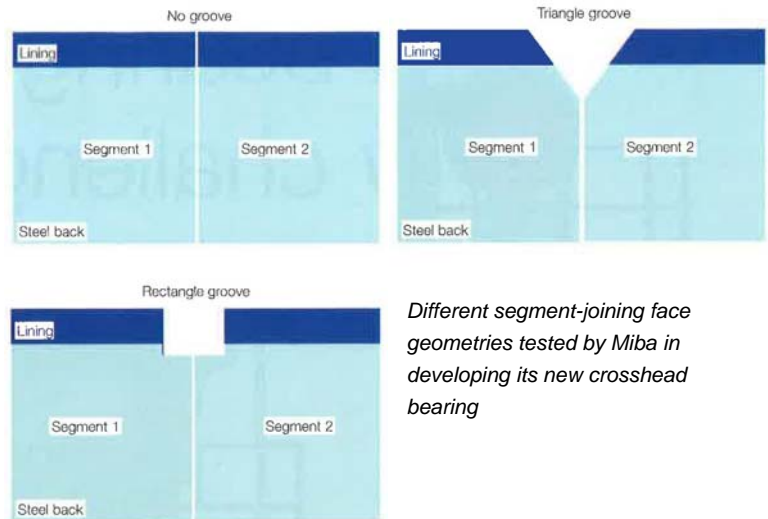 No groove
Lining
Segment 1
Segment 2
Steel back
Triangle groove
Lining
Segment 1
Segment 2
Steel back
Rectangle groove
Lining
Segment 1
Segment 2
Steel back
Different segment-joining face
geometries tested by Miba in
developing its new crosshead
bearing